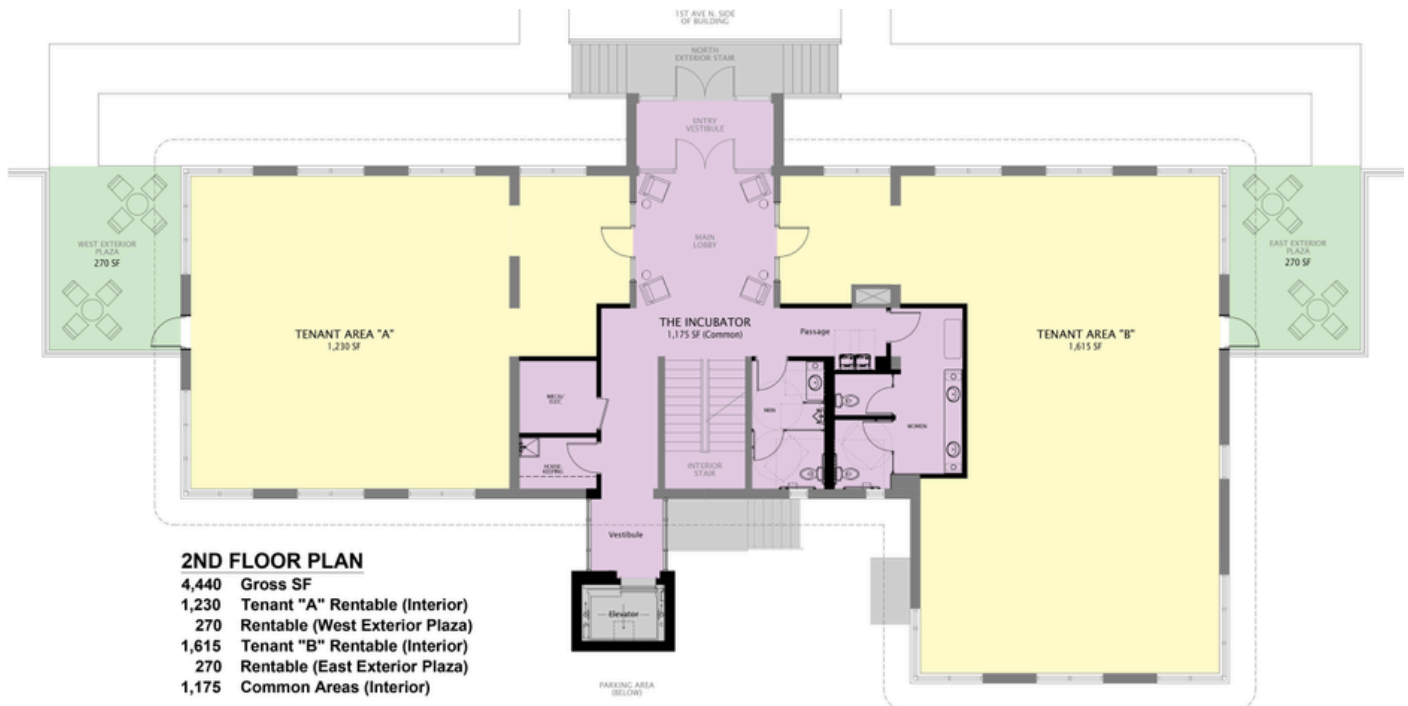 1ST AVE N. SIDE
OF BUILDING
NORTH
EXTERIOR STAIR
ENTRY
VESTIBULE
MAIN
LOBBY
WEST EXTERIOR
PLAZA
270 SF
EAST EXTERIOR
PLAZA
270 SF
TENANT AREA "A"
1,230 SF
THE INCUBATOR
1,175 SF (Common)
Passage
TENANT AREA "B"
1,615 SF
MECH/
ELEC.
MEN
WOMEN
HOUSE
KEEPING
INTERIOR
STAIR
Vestibule
Elevator
PARKING AREA
(BELOW)
2ND FLOOR PLAN
4,440 Gross SF
1,230 Tenant "A" Rentable (Interior)
270 Rentable (West Exterior Plaza)
1,615 Tenant "B" Rentable (Interior)
270 Rentable (East Exterior Plaza)
1,175 Common Areas (Interior)